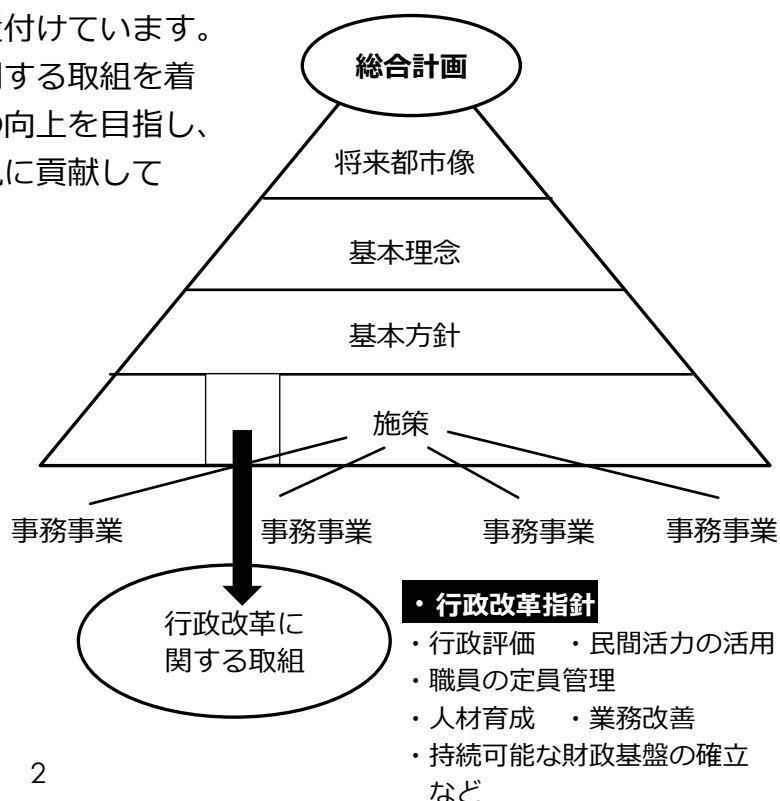 付けています。
する取組を着
の向上を目指し、
に貢献して
総合計画
将来都市像
基本理念
基本方針
施策
事務事業 事務事業 事務事業 事務事業
行政改革に
関する取組
・行政改革指針
・行政評価 ・民間活力の活用
・職員の定員管理
・人材育成 ・業務改善
・持続可能な財政基盤の確立
など
2